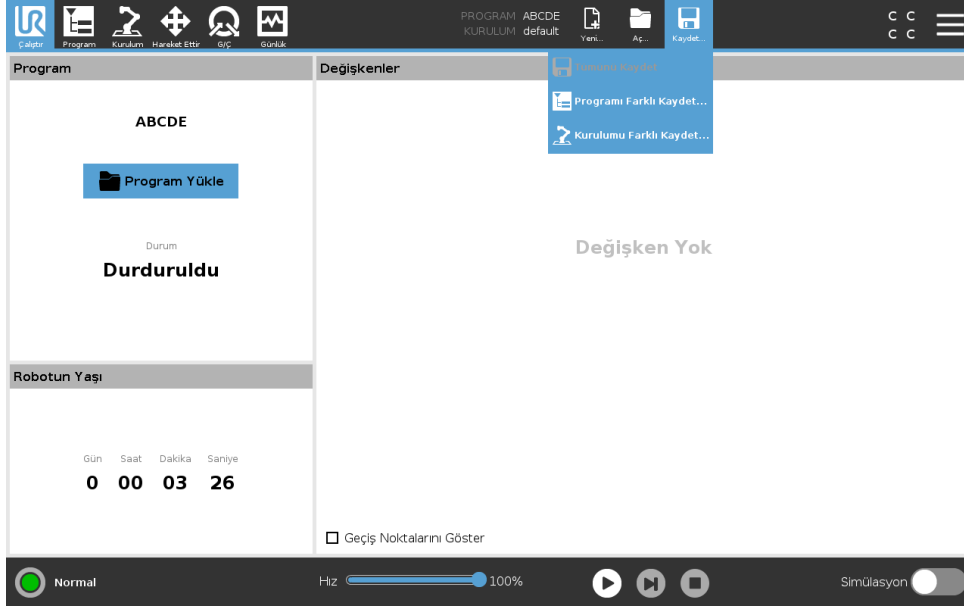 PROGRAM ABCDE
KURULUM default
C C
C C
Çalıştır Program Kurulum Hareket Ettir G/Ç Günlük Yeni... Aç... Kaydet...
Program
Değişkenler
Tümünü Kaydet
Programı Farklı Kaydet...
Kurulumu Farklı Kaydet...
ABCDE
Program Yükle
Durum
Durduruldu
Değişken Yok
Robotun Yaşı
Gün Saat Dakika Saniye
0 00 03 26
Geçiş Noktalarını Göster
Normal
Hız 100%
Simülasyon